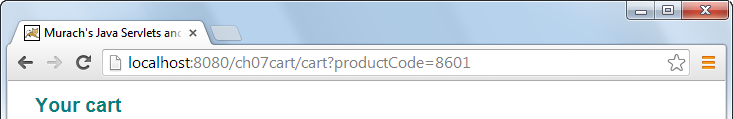 Murach's Java Servlets and
localhost:8080/ch07cart/cart?productCode=8601
Your cart